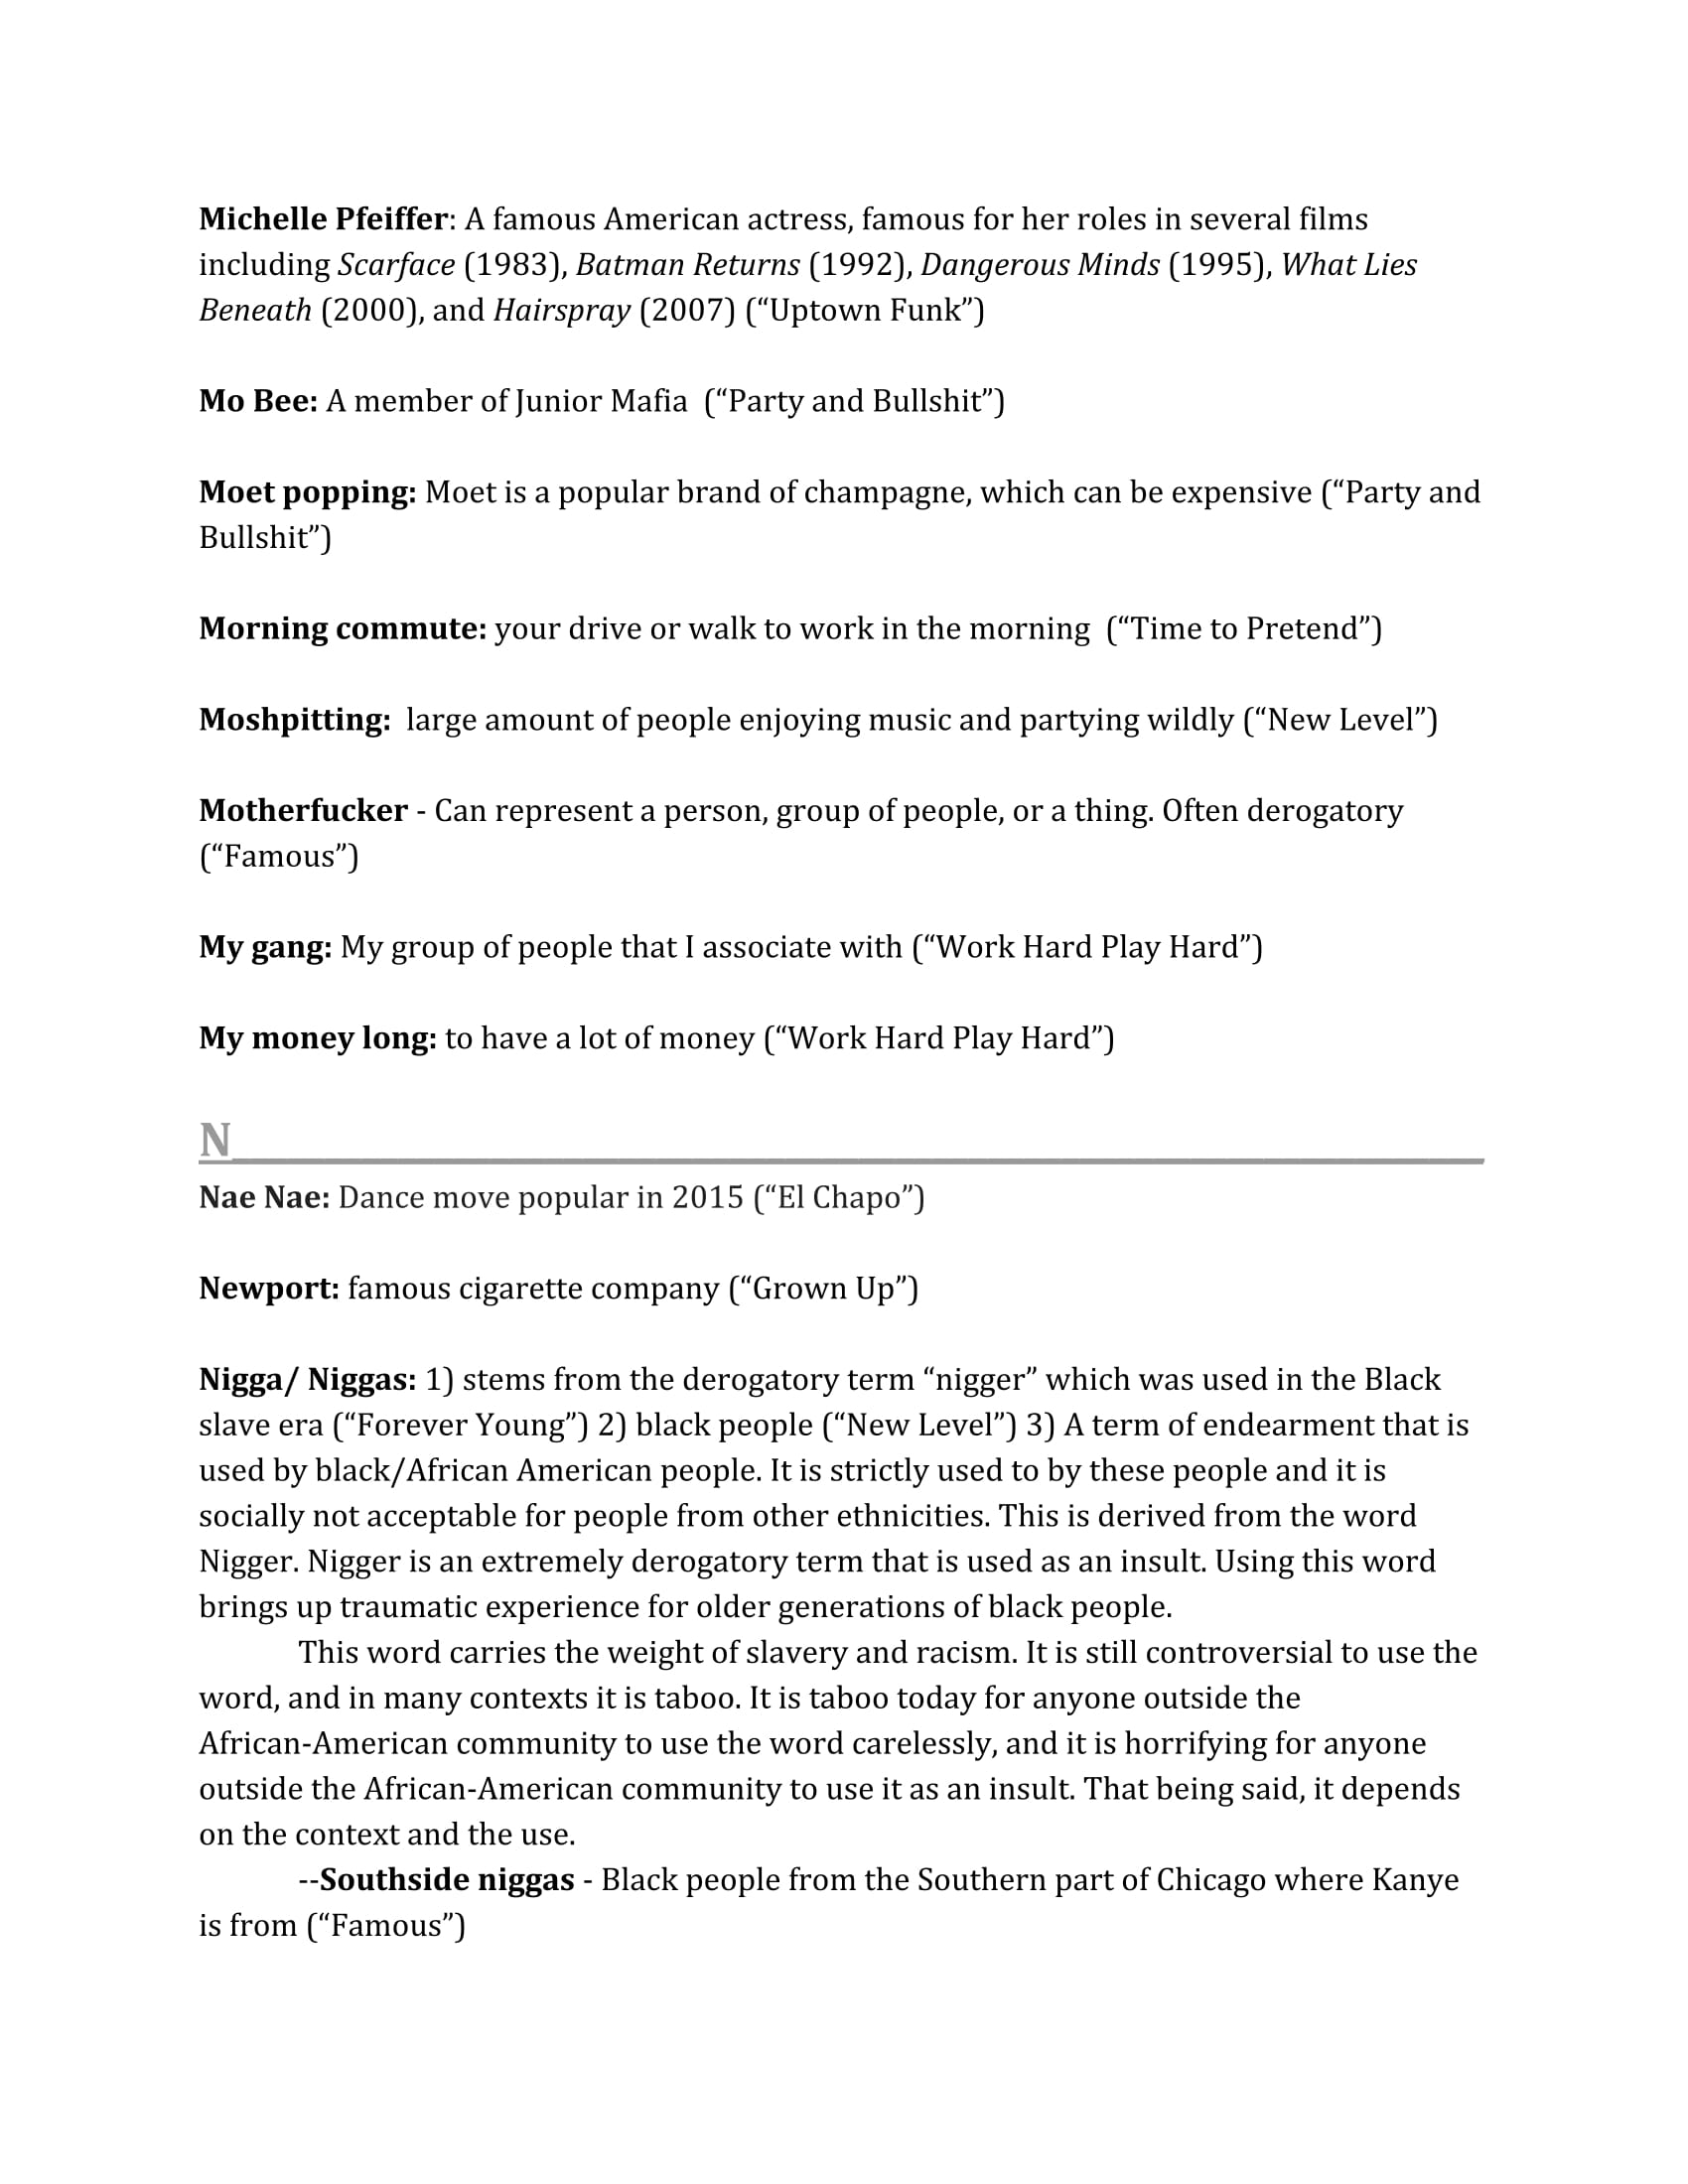 Michelle Pfeiffer: A famous American actress, famous for her roles in several films
including Scarface (1983), Batman Returns (1992), Dangerous Minds (1995), What Lies
Beneath (2000), and Hairspray (2007) (“Uptown Funk”)
Mo Bee: A member of Junior Mafia  (“Party and Bullshit”)
Moet popping: Moet is a popular brand of champagne, which can be expensive (“Party and
Bullshit”)
Morning commute: your drive or walk to work in the morning  (“Time to Pretend”)
Moshpitting:  large amount of people enjoying music and partying wildly (“New Level”)
Motherfucker - Can represent a person, group of people, or a thing. Often derogatory
(“Famous”)
My gang: My group of people that I associate with (“Work Hard Play Hard”)
My money long: to have a lot of money (“Work Hard Play Hard”)
N
Nae Nae: Dance move popular in 2015 (“El Chapo”)
Newport: famous cigarette company (“Grown Up”)
Nigga/ Niggas: 1) stems from the derogatory term “nigger” which was used in the Black
slave era (“Forever Young”) 2) black people (“New Level”) 3) A term of endearment that is
used by black/African American people. It is strictly used to by these people and it is
socially not acceptable for people from other ethnicities. This is derived from the word
Nigger. Nigger is an extremely derogatory term that is used as an insult. Using this word
brings up traumatic experience for older generations of black people.
This word carries the weight of slavery and racism. It is still controversial to use the
word, and in many contexts it is taboo. It is taboo today for anyone outside the
African-American community to use the word carelessly, and it is horrifying for anyone
outside the African-American community to use it as an insult. That being said, it depends
on the context and the use.
--Southside niggas - Black people from the Southern part of Chicago where Kanye
is from (“Famous”)